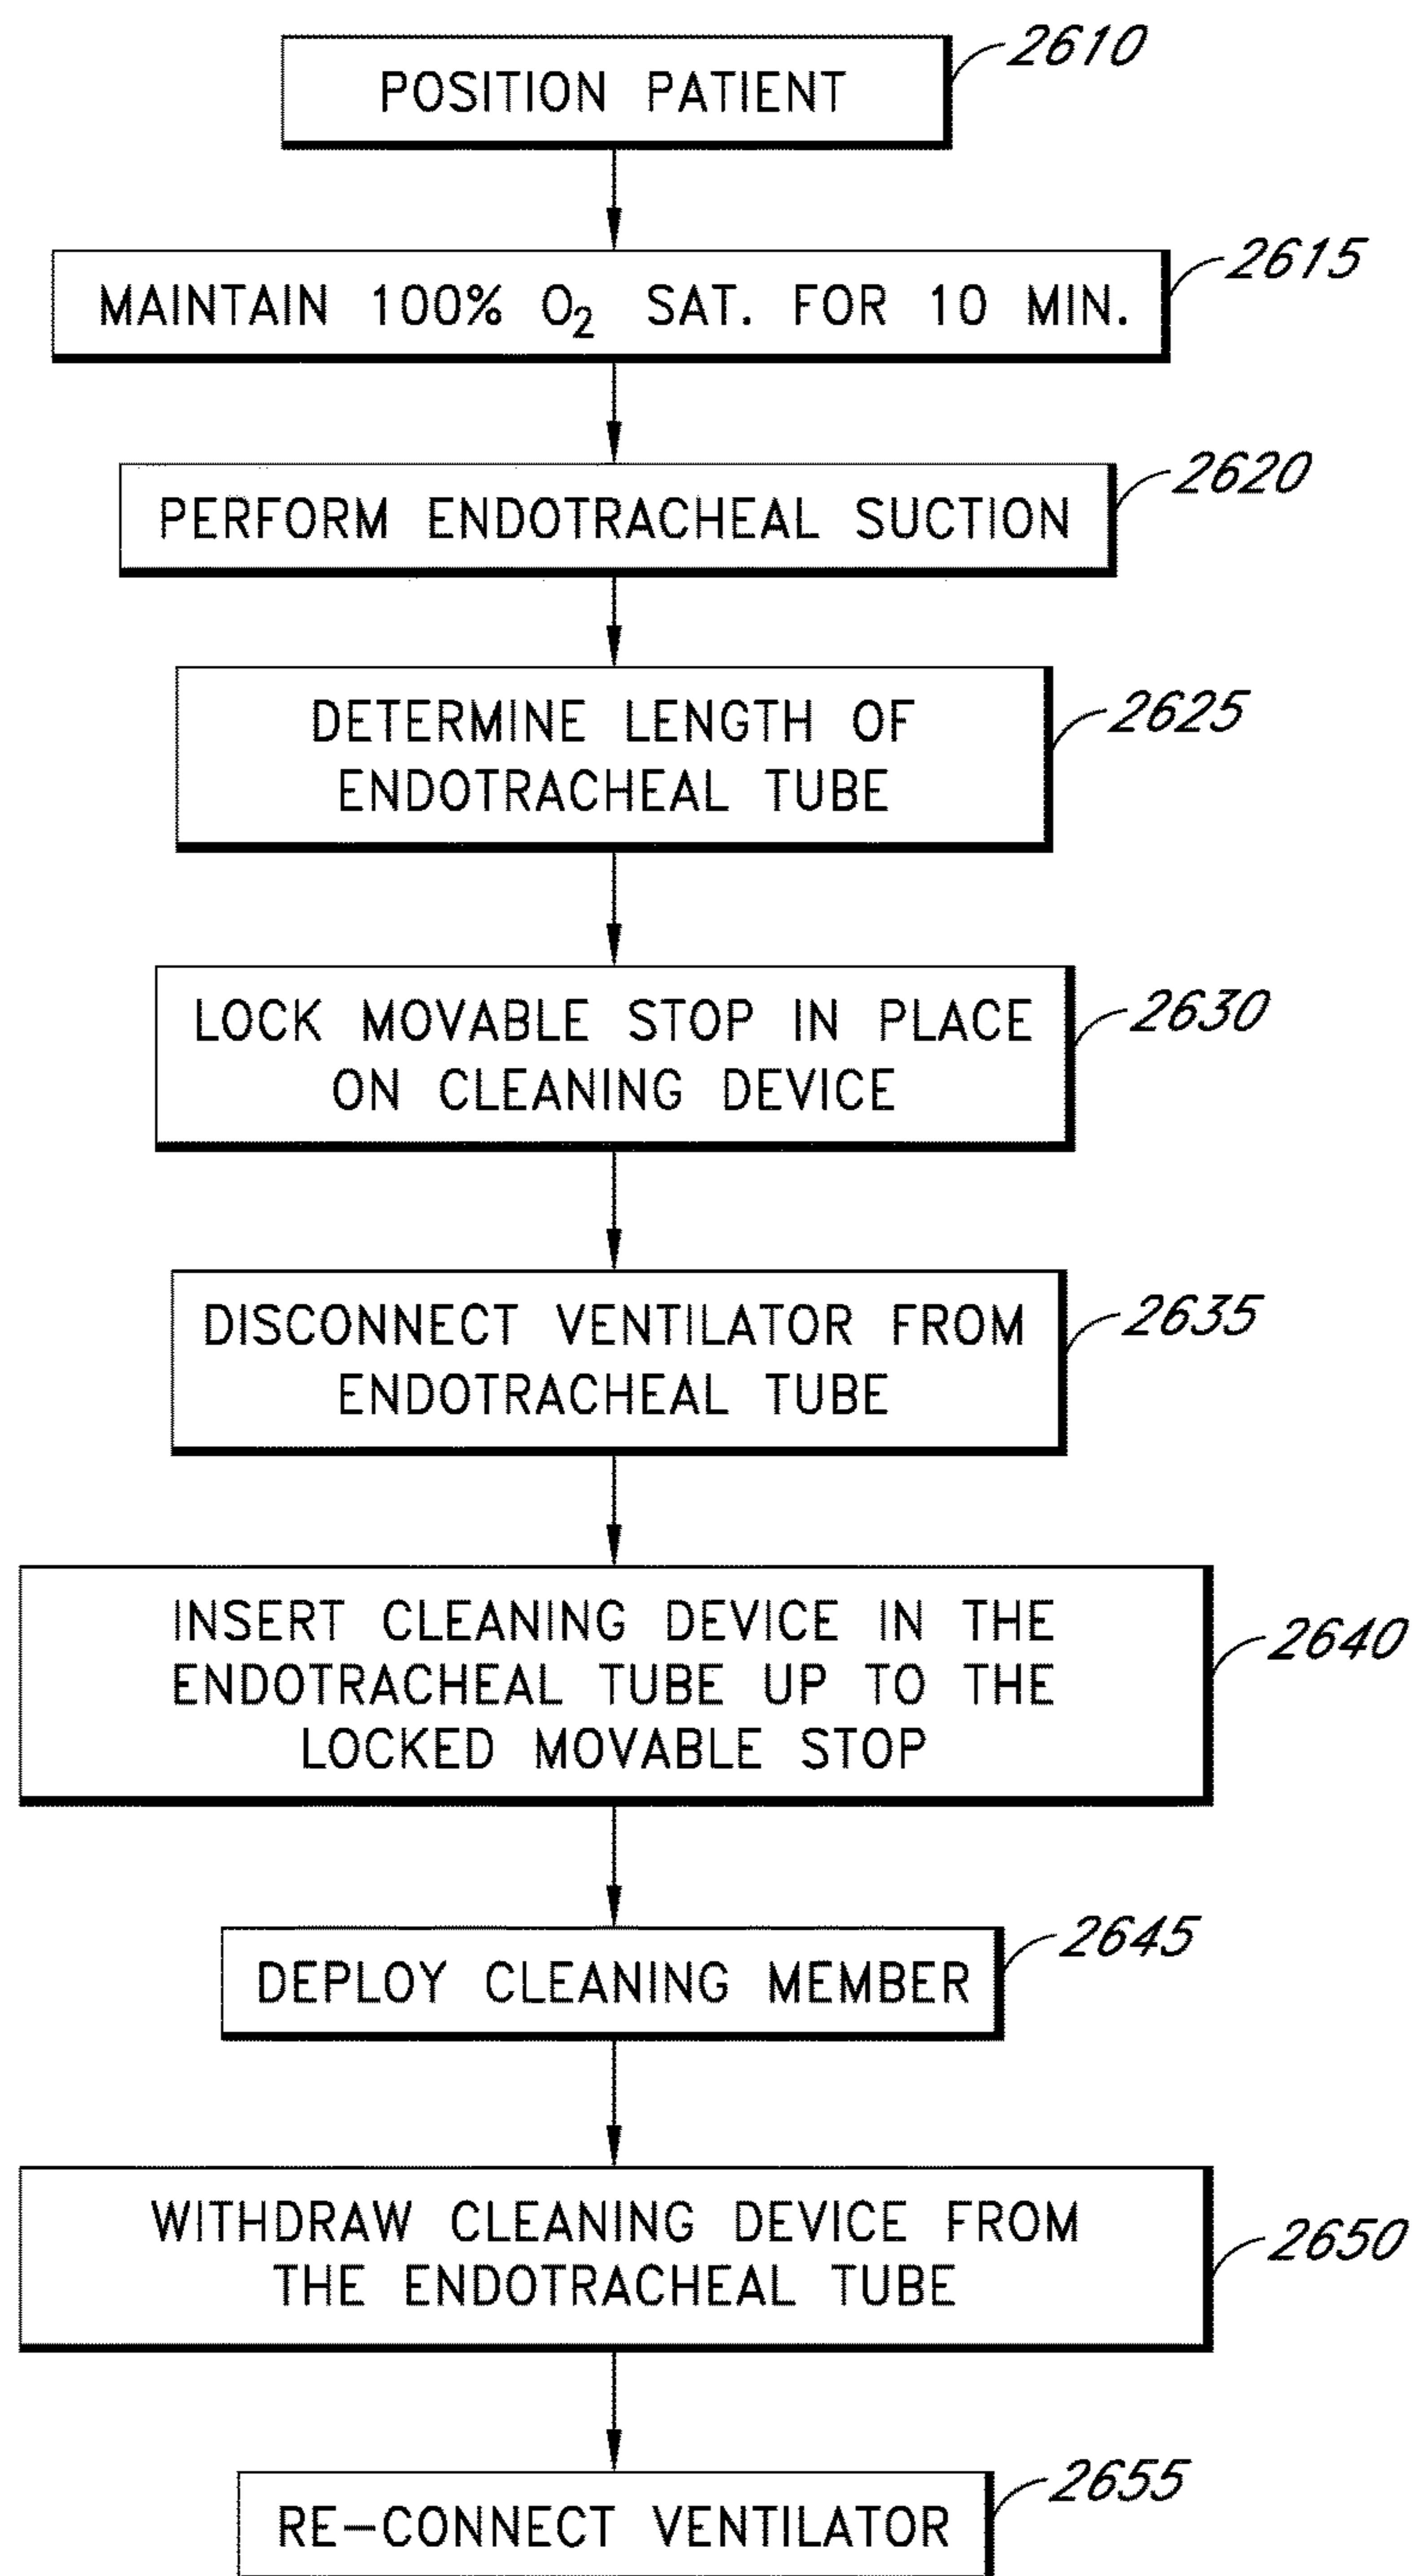 POSITION PATIENT
2610
MAINTAIN 100% O₂ SAT. FOR 10 MIN.
2615
PERFORM ENDOTRACHEAL SUCTION
2620
DETERMINE LENGTH OF
ENDOTRACHEAL TUBE
2625
LOCK MOVABLE STOP IN PLACE
ON CLEANING DEVICE
2630
DISCONNECT VENTILATOR FROM
ENDOTRACHEAL TUBE
2635
INSERT CLEANING DEVICE IN THE
ENDOTRACHEAL TUBE UP TO THE
LOCKED MOVABLE STOP
2640
DEPLOY CLEANING MEMBER
2645
WITHDRAW CLEANING DEVICE FROM
THE ENDOTRACHEAL TUBE
2650
RE-CONNECT VENTILATOR
2655